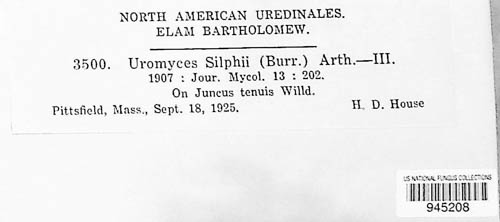 NORTH AMERICAN UREDINALES.
ELAM BARTHOLOMEW.
3500. Uromyces Silphii (Burr.) Arth.—III.
1907 : Jour. Mycol. 13 : 202.
On Juncus tenuis Willd.
Pittsfield, Mass., Sept. 18, 1925. H. D. House
US NATIONAL FUNGUS COLLECTIONS
945208